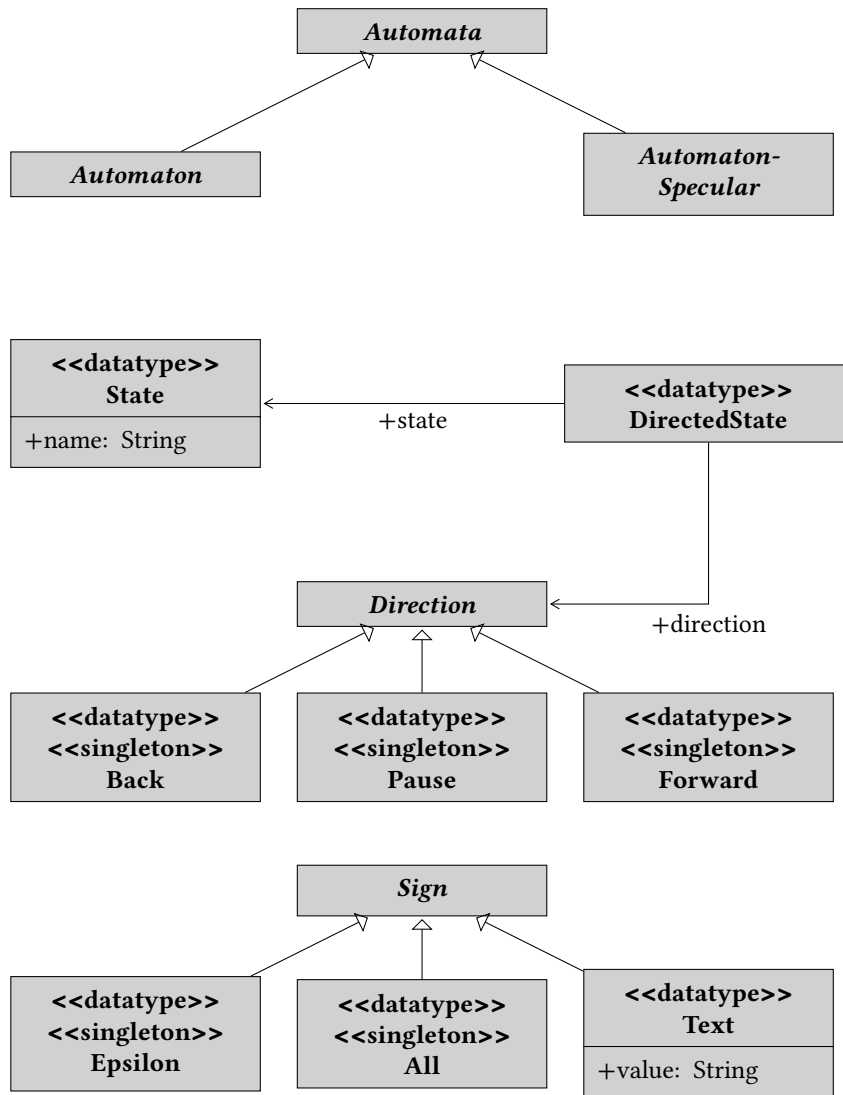 Automata
Automaton
Automaton-
Specular
<<datatype>>
State
+name: String
+state
<<datatype>>
DirectedState
Direction
+direction
<<datatype>>
<<singleton>>
Back
<<datatype>>
<<singleton>>
Pause
<<datatype>>
<<singleton>>
Forward
Sign
<<datatype>>
<<singleton>>
Epsilon
<<datatype>>
<<singleton>>
All
<<datatype>>
Text
+value: String